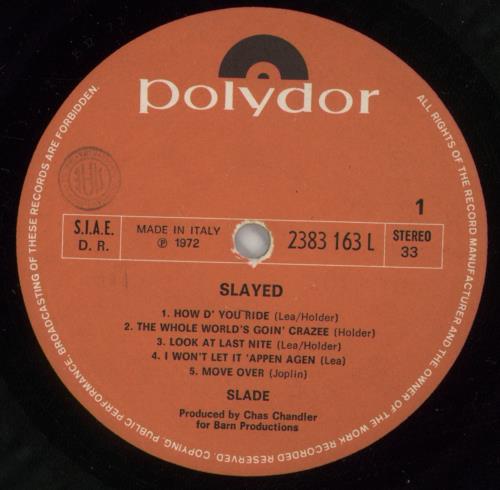 polydor
1
S.I.A.E.
D. R.
MADE IN ITALY
℗ 1972
2383 163 L
STEREO
33
SLAYED
1. HOW D' YOU RIDE (Lea/Holder)
2. THE WHOLE WORLD'S GOIN' CRAZEE (Holder)
3. LOOK AT LAST NITE (Lea/Holder)
4. I WON'T LET IT 'APPEN AGEN (Lea)
5. MOVE OVER (Joplin)
SLADE
Produced by Chas Chandler
for Barn Productions
ALL RIGHTS OF THE RECORD MANUFACTURER AND THE OWNER OF THE WORK RECORDED RESERVED. COPYING, PUBLIC PERFORMANCE, BROADCASTING OF THESE RECORDS ARE FORBIDDEN.